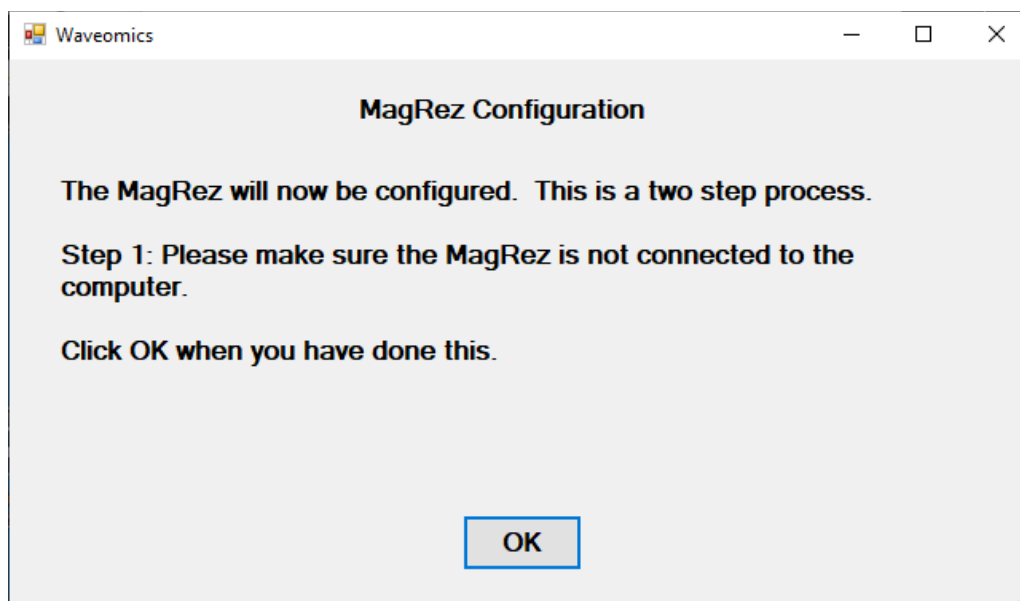 Waveomics
MagRez Configuration
The MagRez will now be configured.  This is a two step process.
Step 1: Please make sure the MagRez is not connected to the
computer.
Click OK when you have done this.
OK